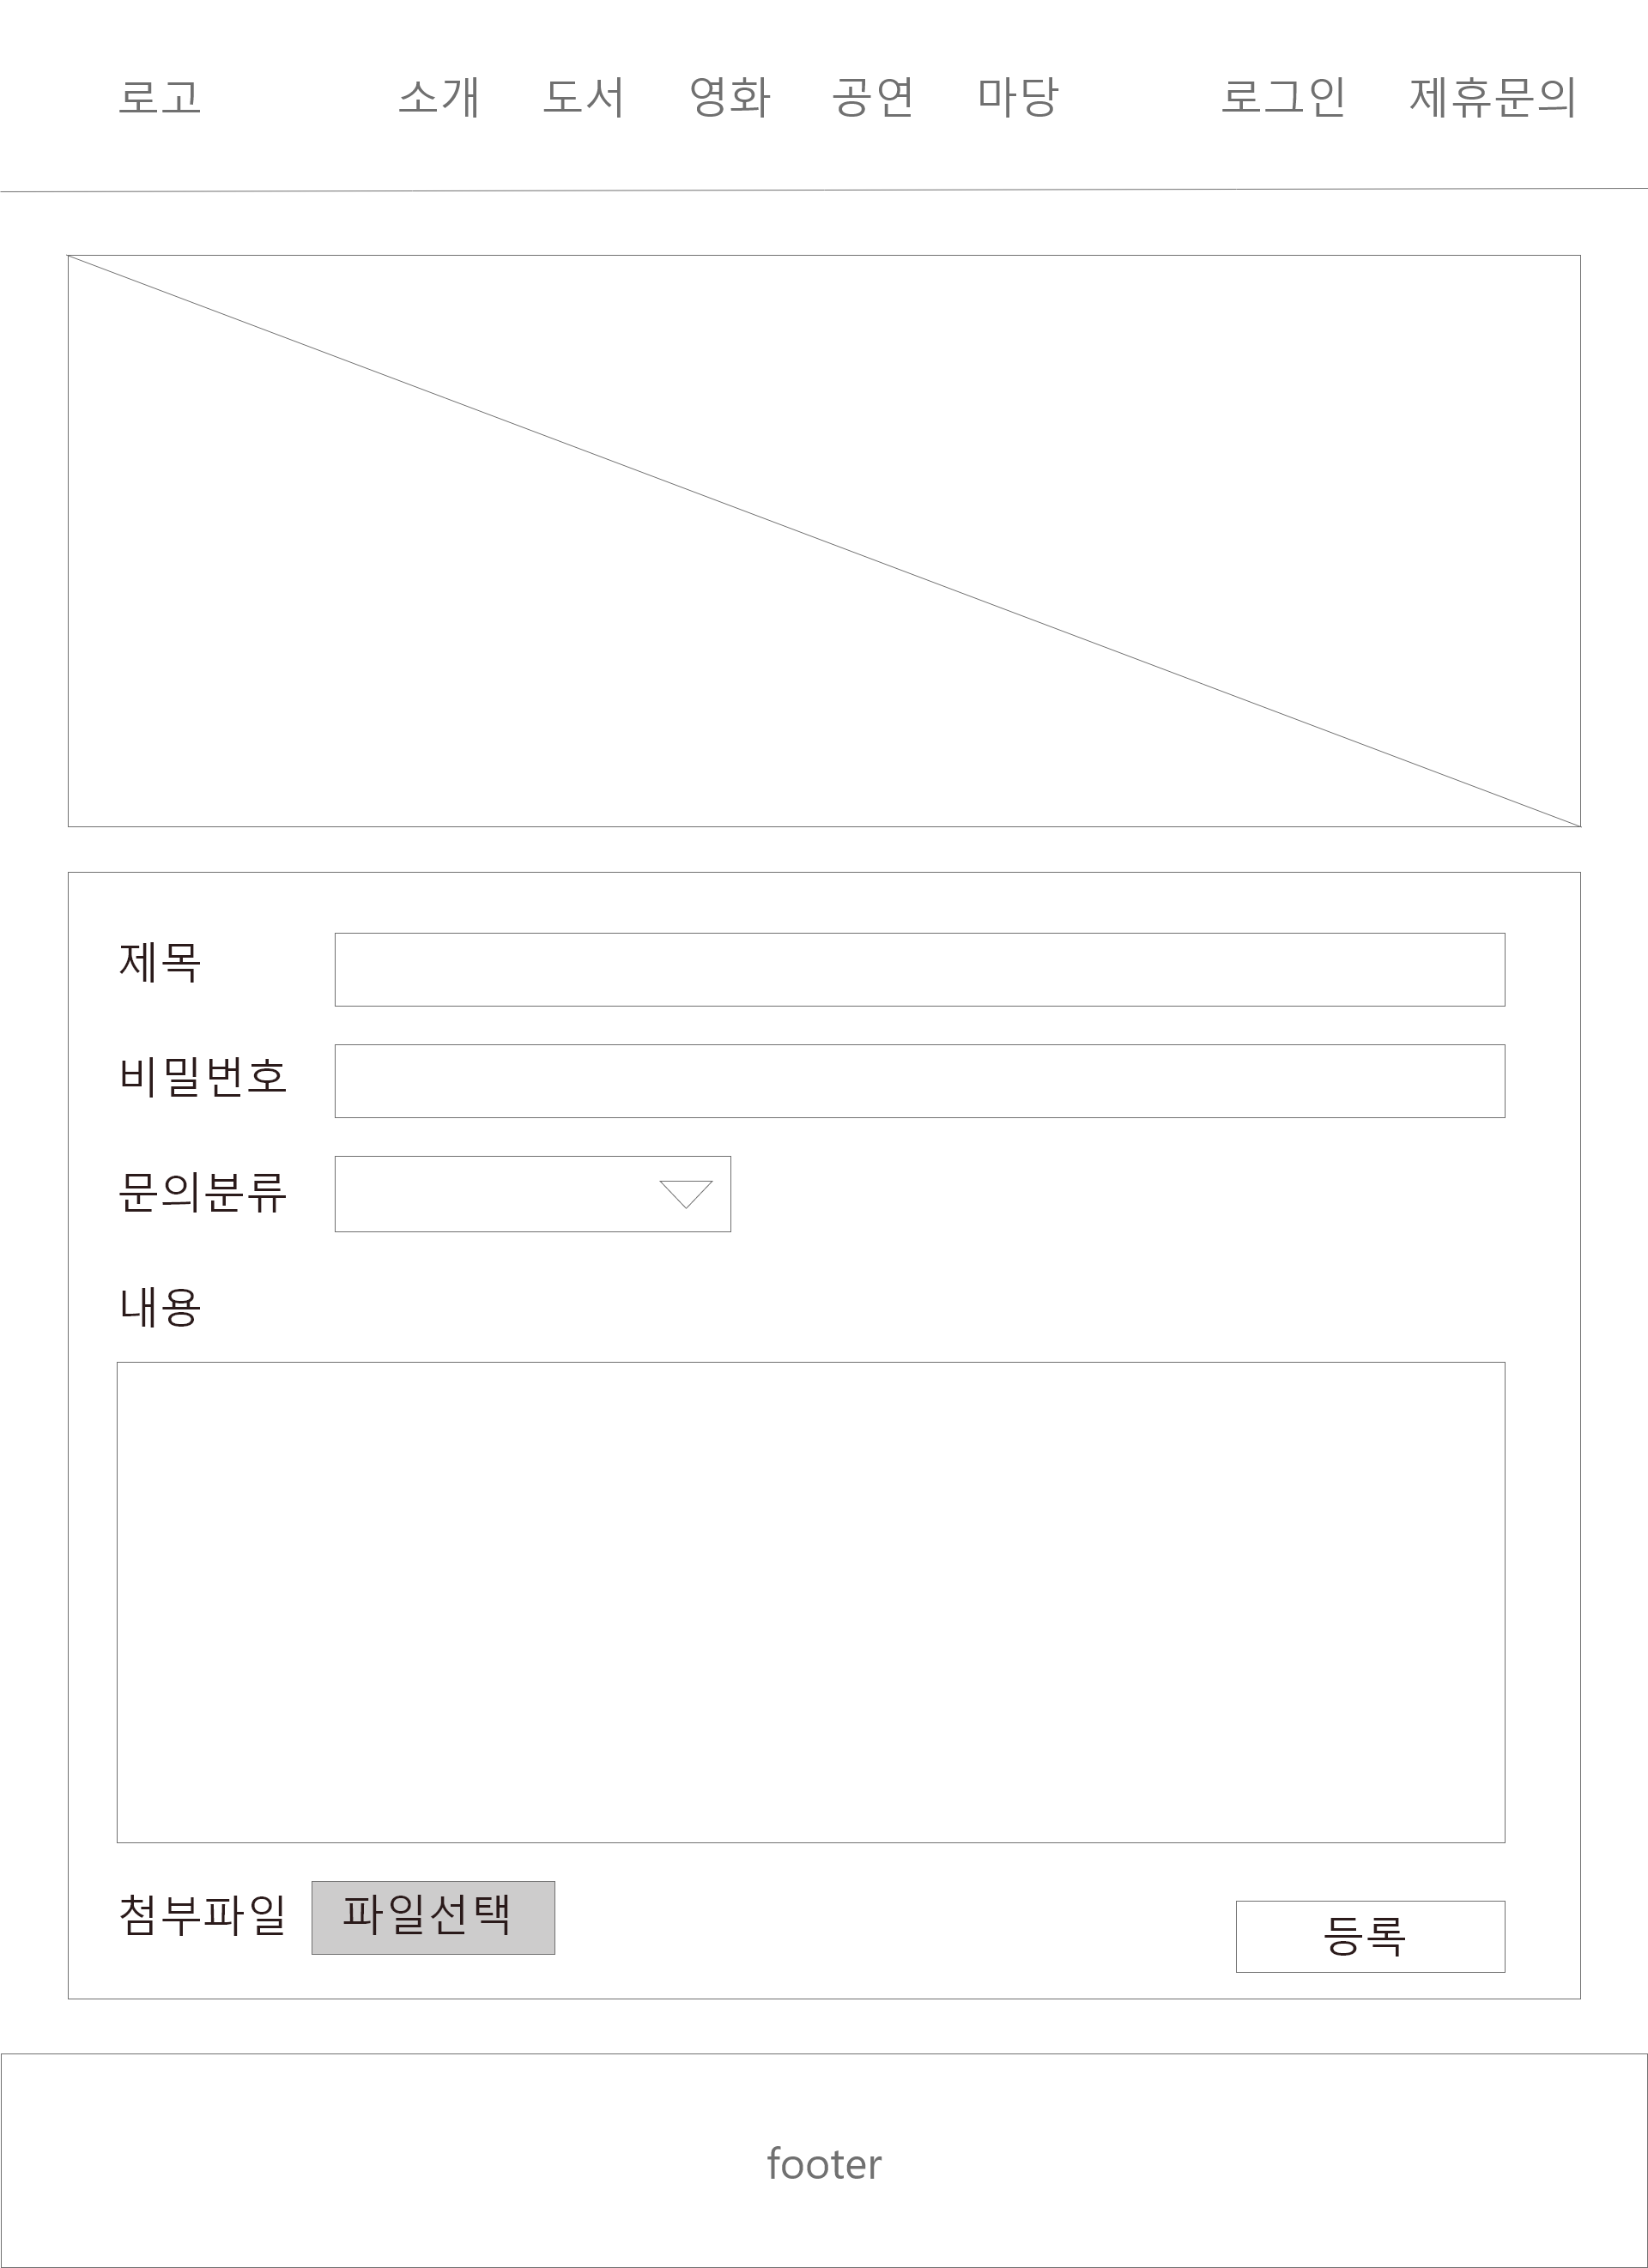 로고 소개 도서 영화 공연 마당 로그인 제휴문의
제목
비밀번호
문의분류
내용
첨부파일 파일선택
등록
footer